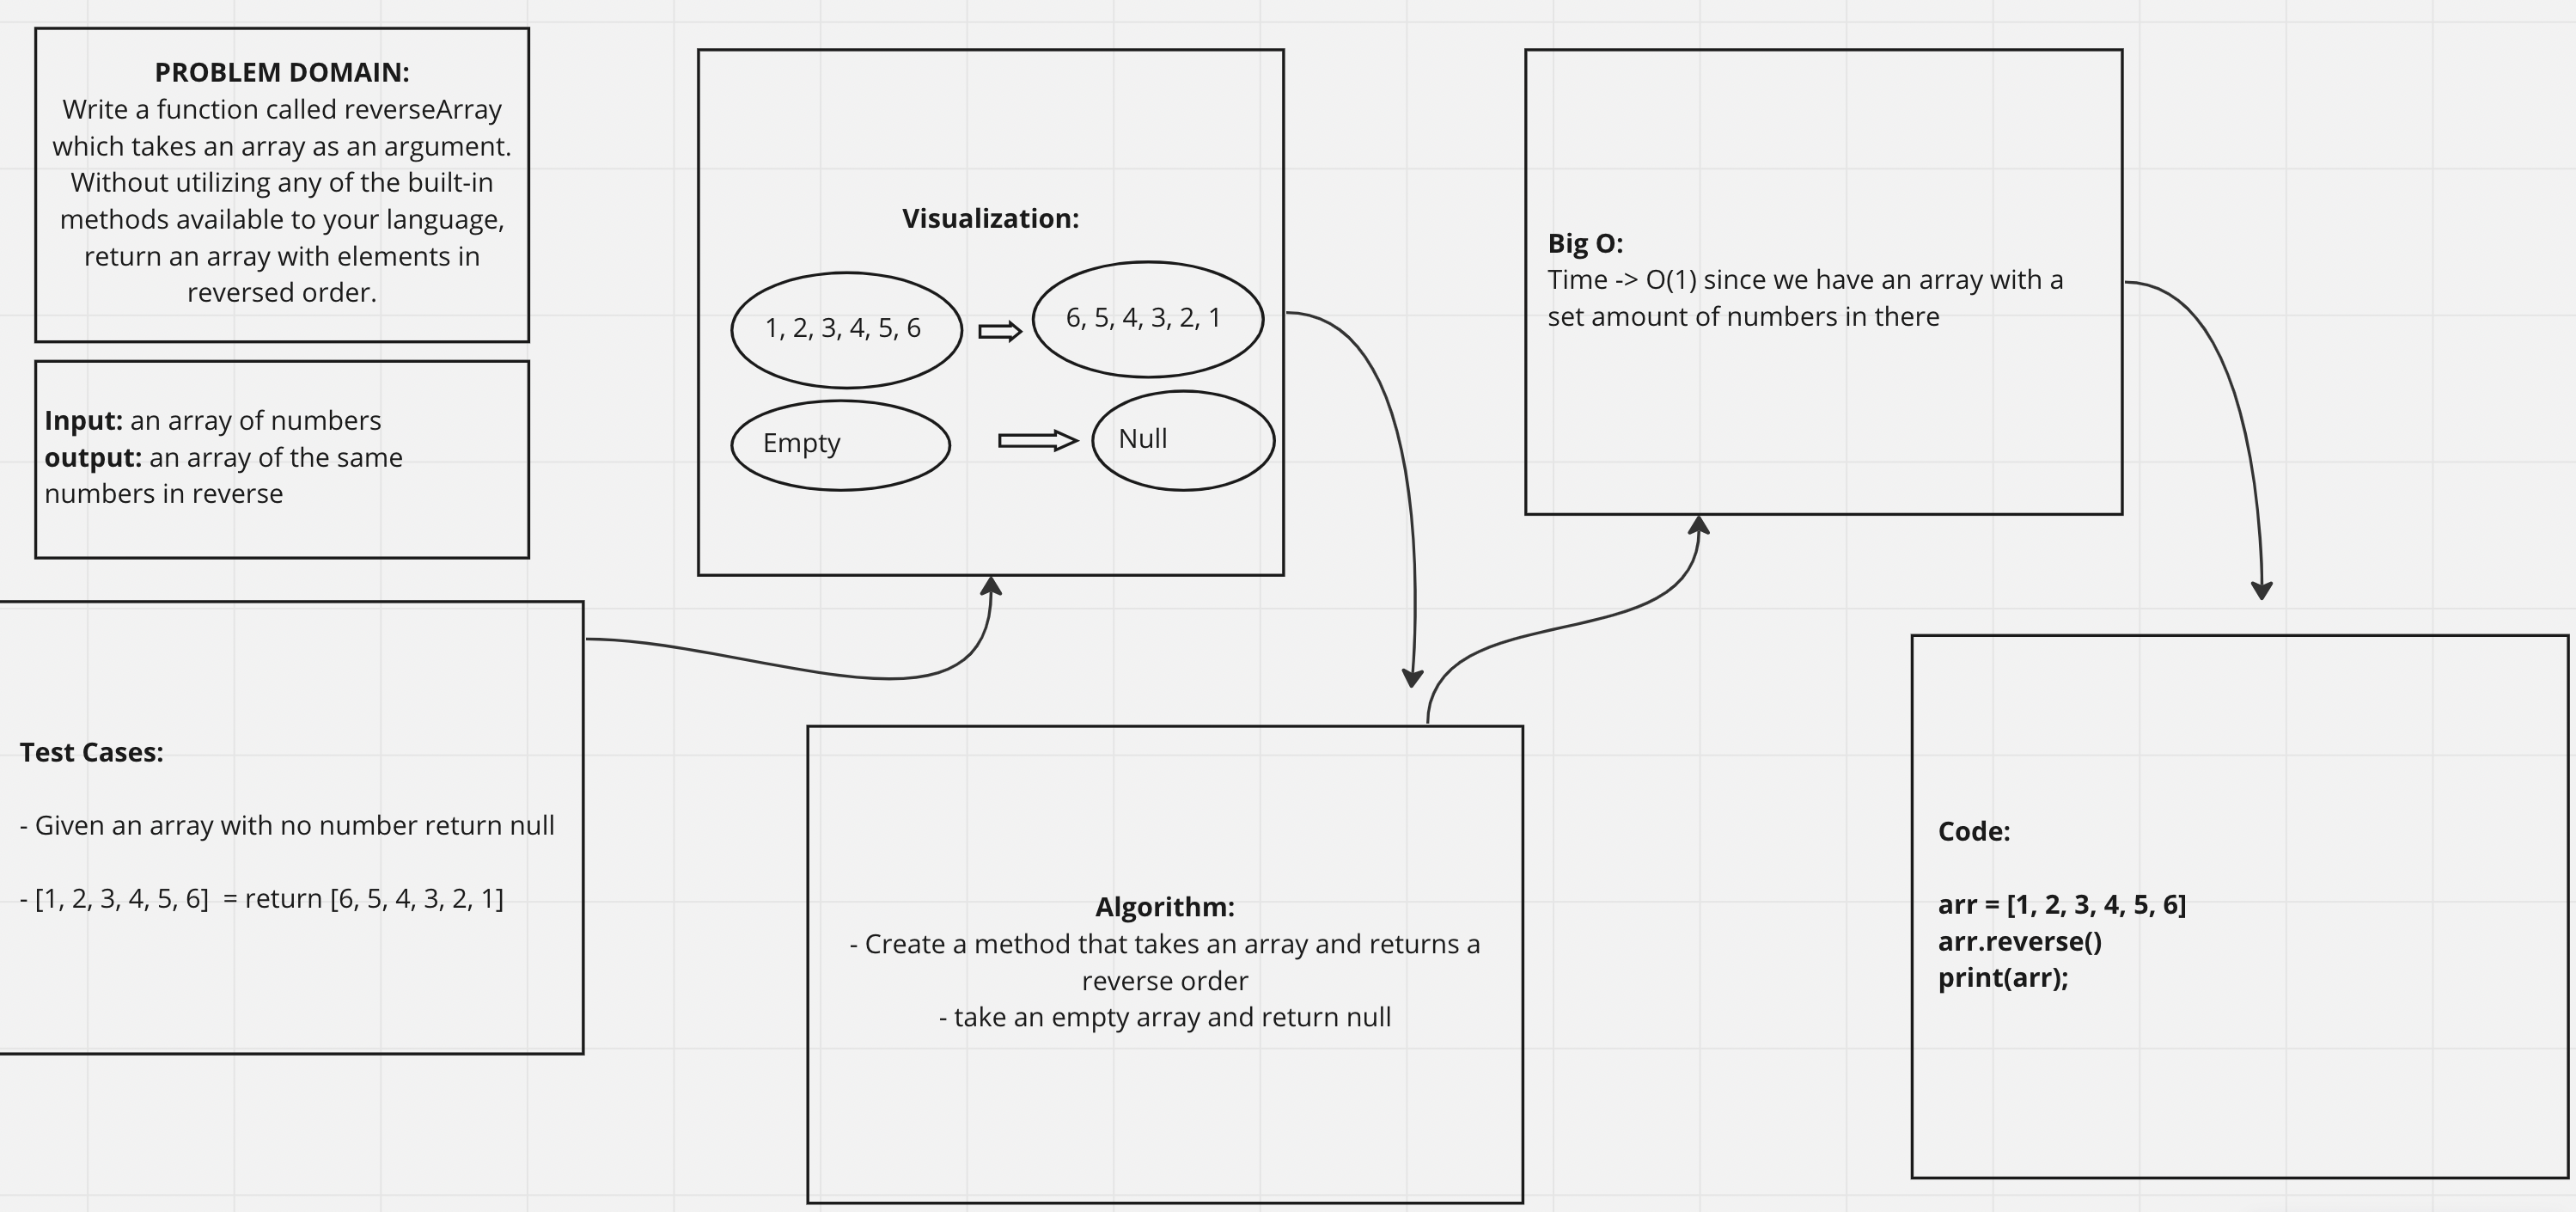 PROBLEM DOMAIN:
Write a function called reverseArray
which takes an array as an argument.
Without utilizing any of the built-in
methods available to your language,
return an array with elements in
reversed order.
Input: an array of numbers
output: an array of the same
numbers in reverse
Test Cases:
- Given an array with no number return null
- [1, 2, 3, 4, 5, 6]  = return [6, 5, 4, 3, 2, 1]
Visualization:
1, 2, 3, 4, 5, 6
6, 5, 4, 3, 2, 1
Empty
Null
Algorithm:
- Create a method that takes an array and returns a
reverse order
- take an empty array and return null
Big O:
Time -> O(1) since we have an array with a
set amount of numbers in there
Code:
arr = [1, 2, 3, 4, 5, 6]
arr.reverse()
print(arr);